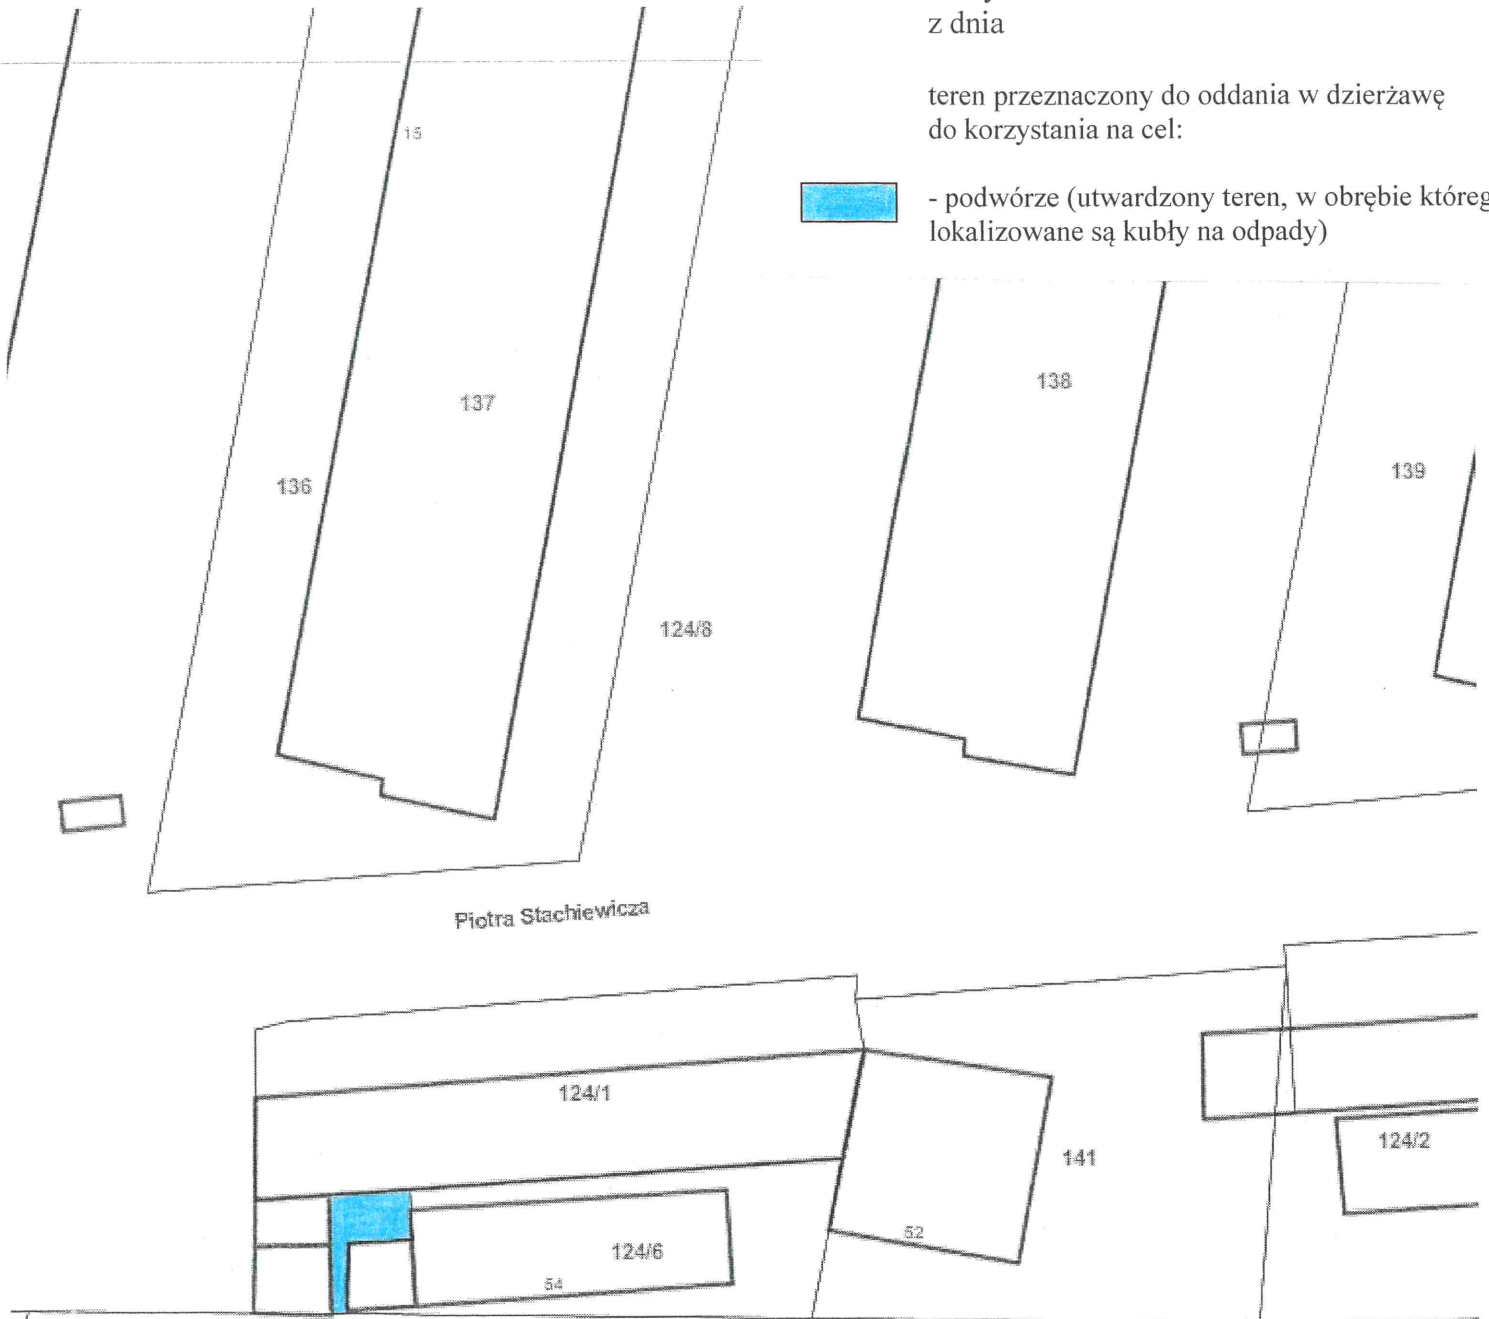 z dnia
teren przeznaczony do oddania w dzierżawę
do korzystania na cel:
- podwórze (utwardzony teren, w obrębie któreg
lokalizowane są kubły na odpady)
15
137
138
136
139
124/8
Piotra Stachiewicza
124/1
141
124/2
52
124/6
54